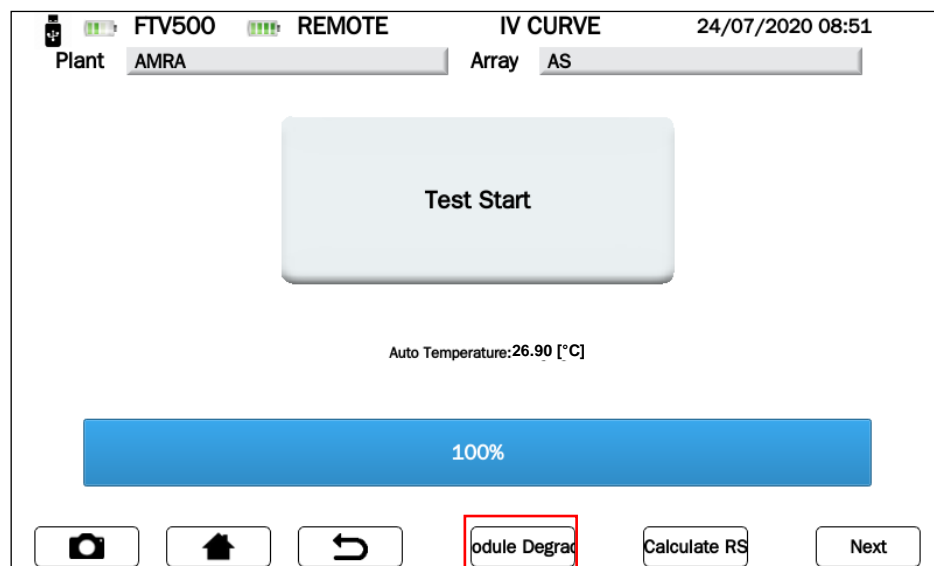 FTV500 REMOTE IV CURVE 24/07/2020 08:51
Plant AMRA Array AS
Test Start
Auto Temperature:26.90 [°C]
100%
odule Degrad Calculate RS Next